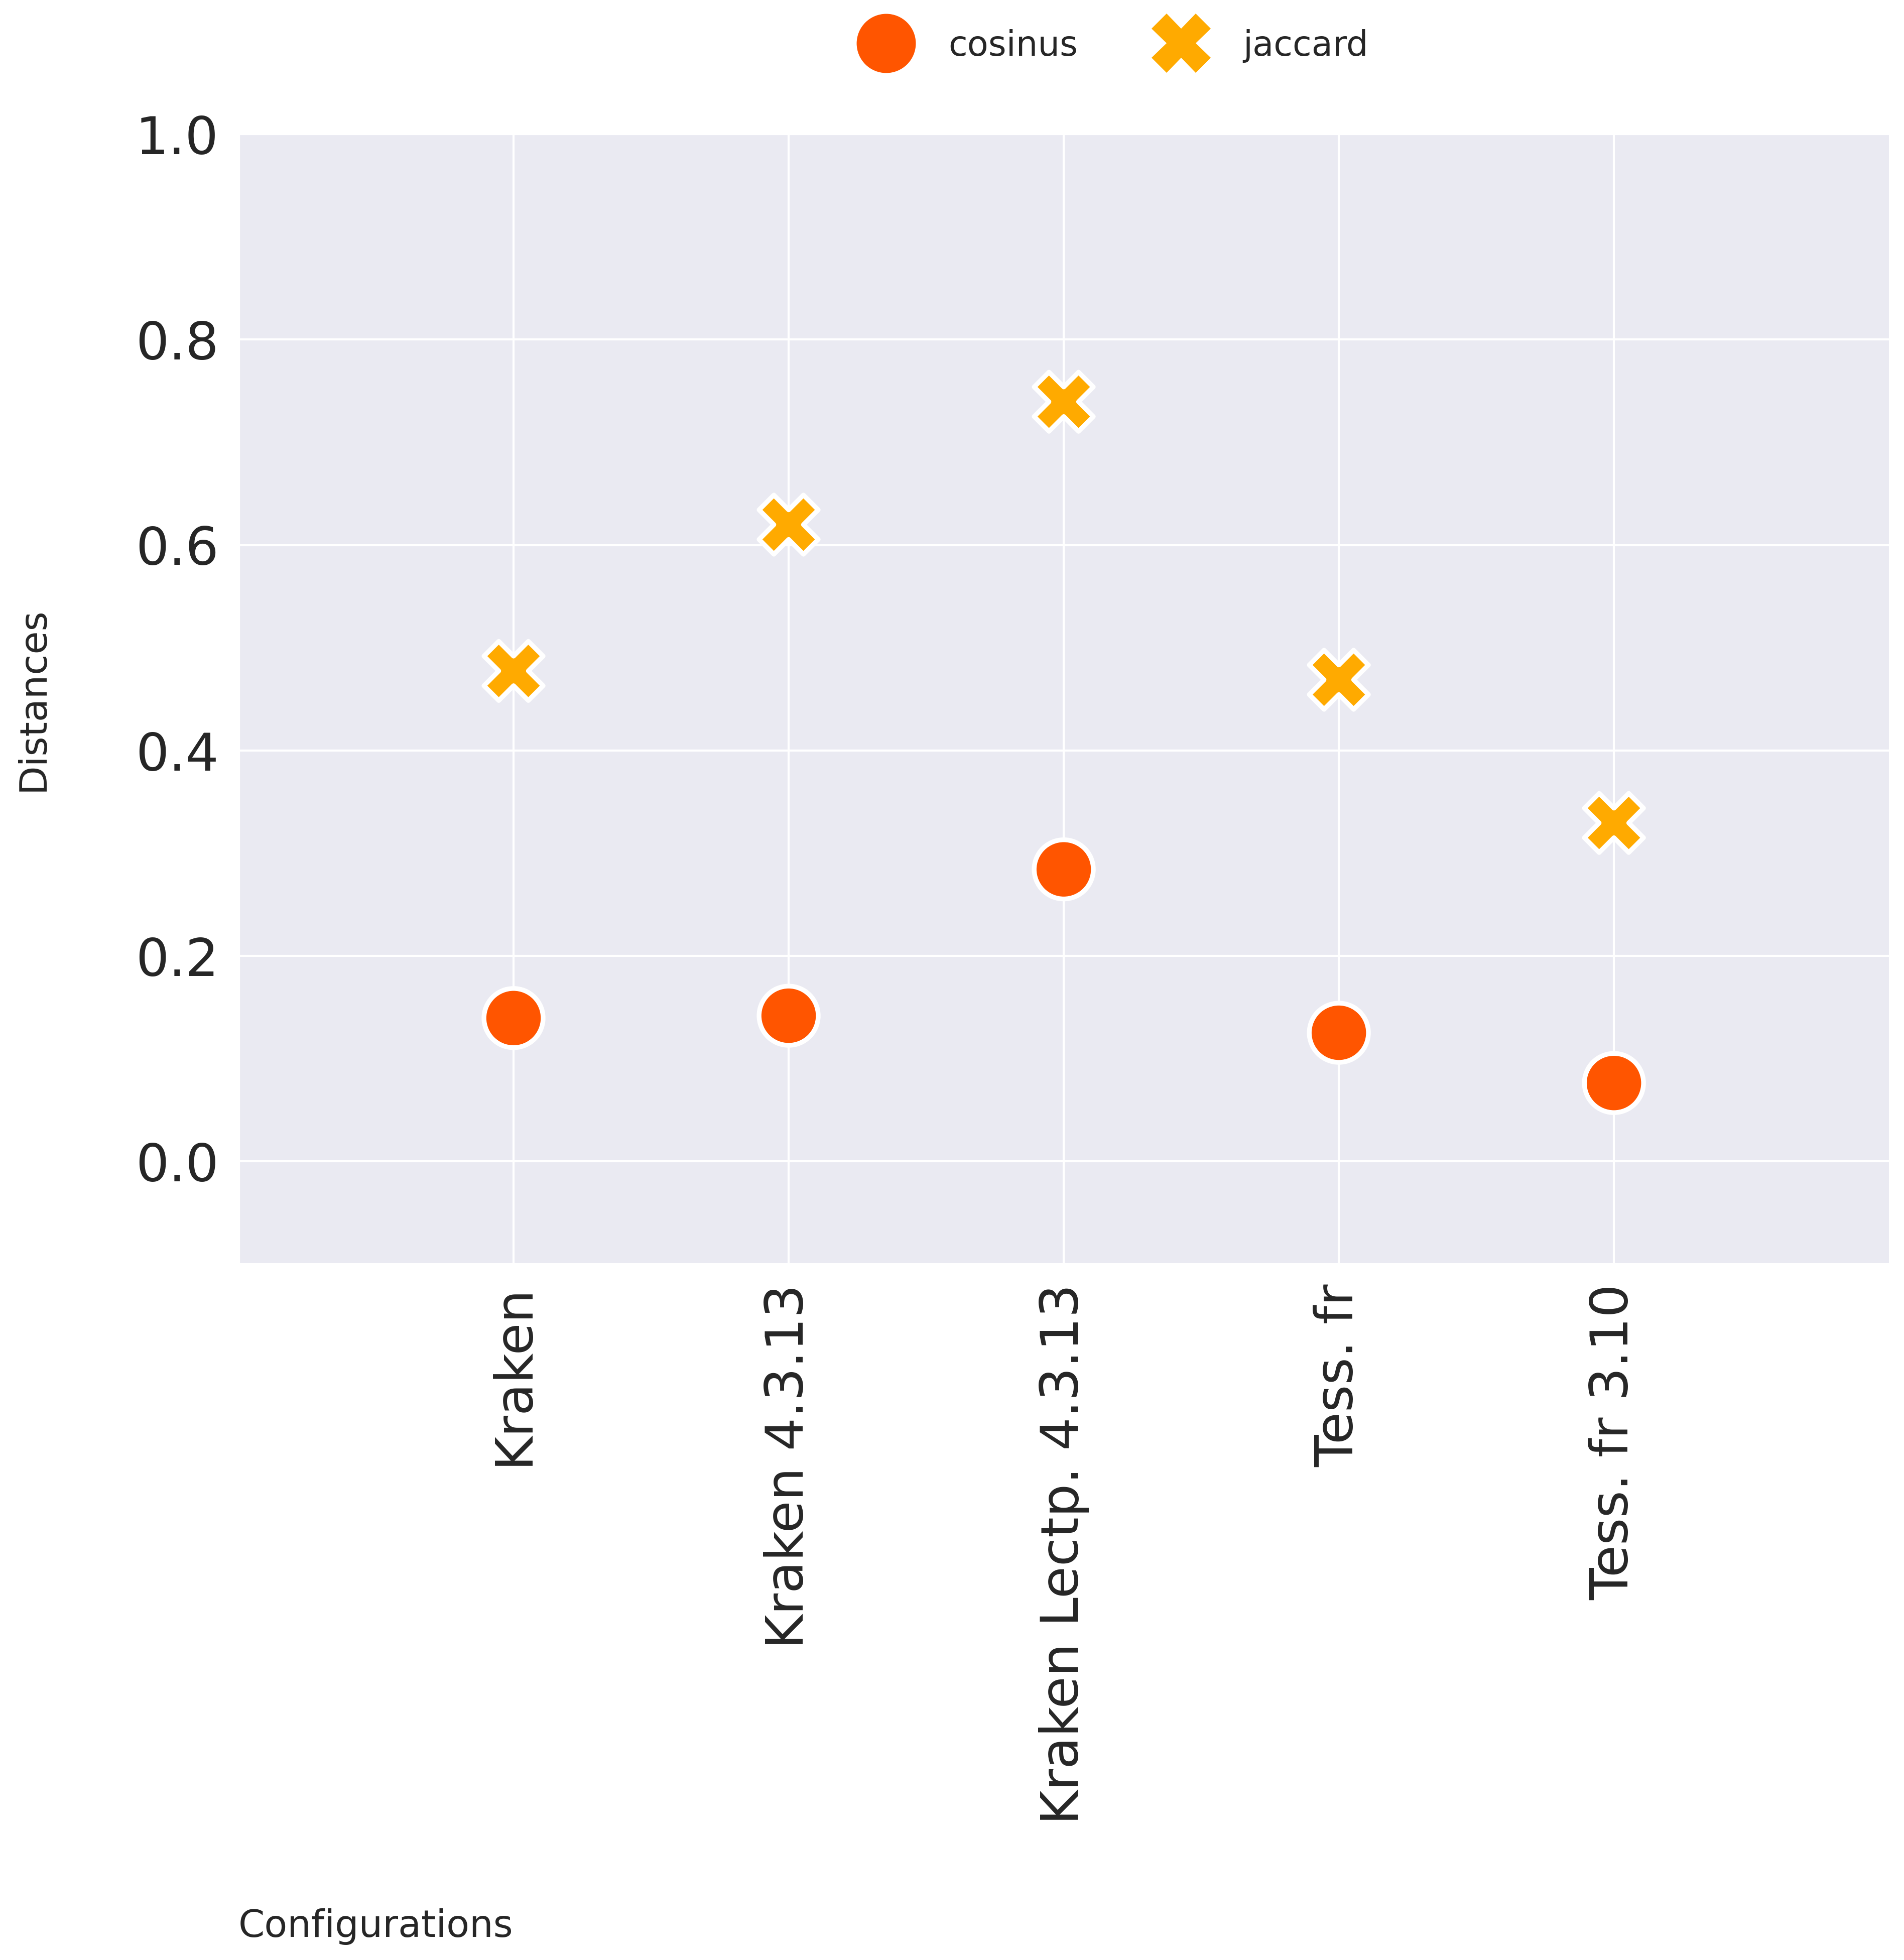 cosinus jaccard
1.0
0.8
0.6
0.4
0.2
0.0
Distances
Kraken
Kraken 4.3.13
Kraken Lectp. 4.3.13
Tess. fr
Tess. fr 3.10
Configurations